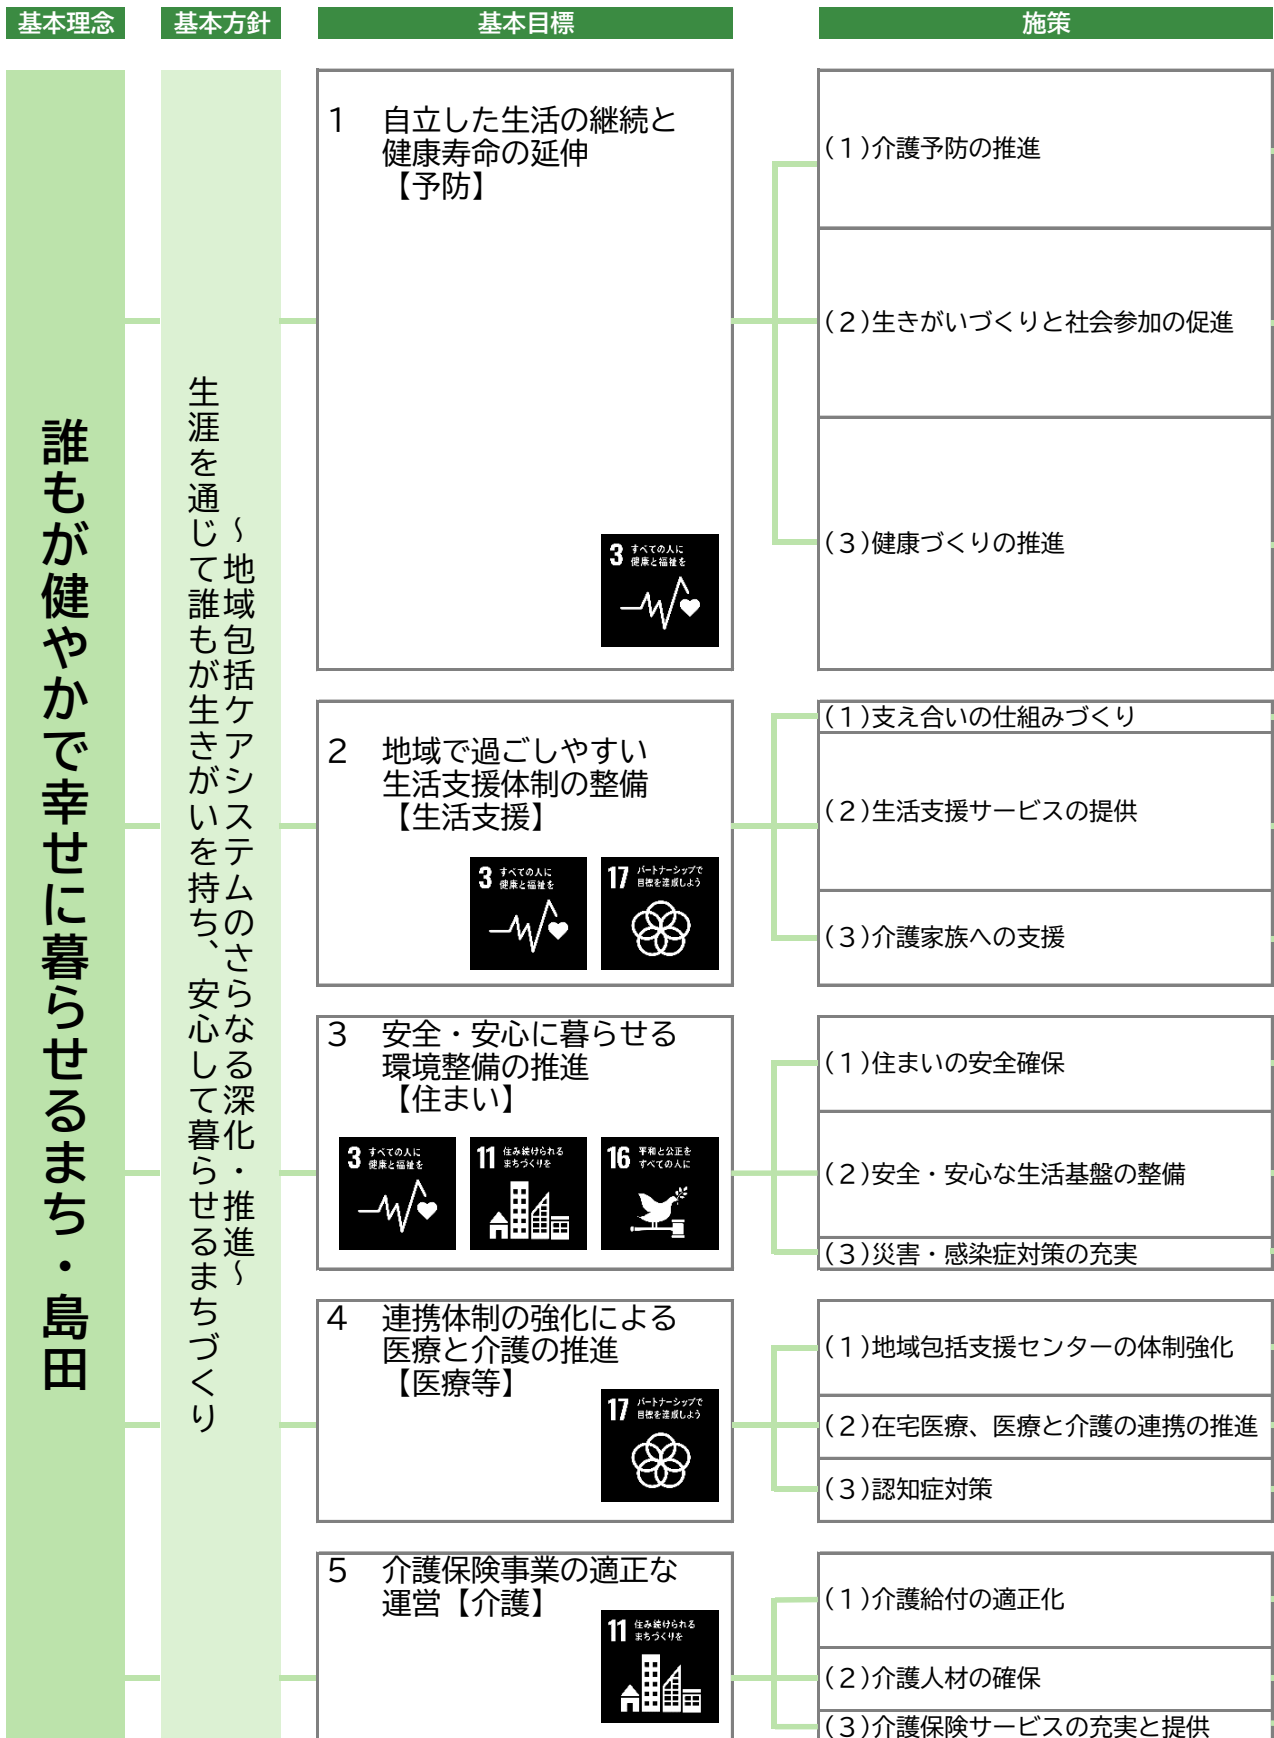 基本理念
基本方針
基本目標
施策
誰もが健やかで幸せに暮らせるまち・島田
生涯を通じて誰もが生きがいを持ち、安心して暮らせるまちづくり
～地域包括ケアシステムのさらなる深化・推進～
1 自立した生活の継続と
健康寿命の延伸
【予防】
3 すべての人に
健康と福祉を
(1)介護予防の推進
(2)生きがいづくりと社会参加の促進
(3)健康づくりの推進
2 地域で過ごしやすい
生活支援体制の整備
【生活支援】
3 すべての人に
健康と福祉を
17 パートナーシップで
目標を達成しよう
(1)支え合いの仕組みづくり
(2)生活支援サービスの提供
(3)介護家族への支援
3 安全・安心に暮らせる
環境整備の推進
【住まい】
3 すべての人に
健康と福祉を
11 住み続けられる
まちづくりを
16 平和と公正を
すべての人に
(1)住まいの安全確保
(2)安全・安心な生活基盤の整備
(3)災害・感染症対策の充実
4 連携体制の強化による
医療と介護の推進
【医療等】
17 パートナーシップで
目標を達成しよう
(1)地域包括支援センターの体制強化
(2)在宅医療、医療と介護の連携の推進
(3)認知症対策
5 介護保険事業の適正な
運営【介護】
11 住み続けられる
まちづくりを
(1)介護給付の適正化
(2)介護人材の確保
(3)介護保険サービスの充実と提供